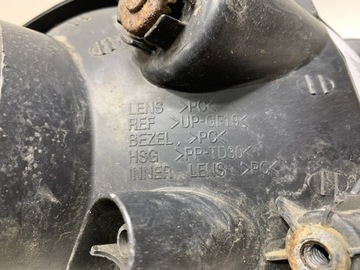 LENS >PC<
REF >UP-GF19<
BEZEL >PC<
HSG >PP-TD30<
INNER LENS >PC<